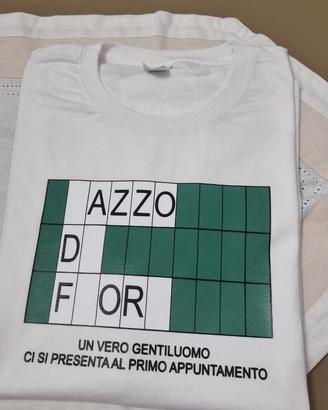 AZZO
D
F OR
UN VERO GENTILUOMO
CI SI PRESENTA AL PRIMO APPUNTAMENTO